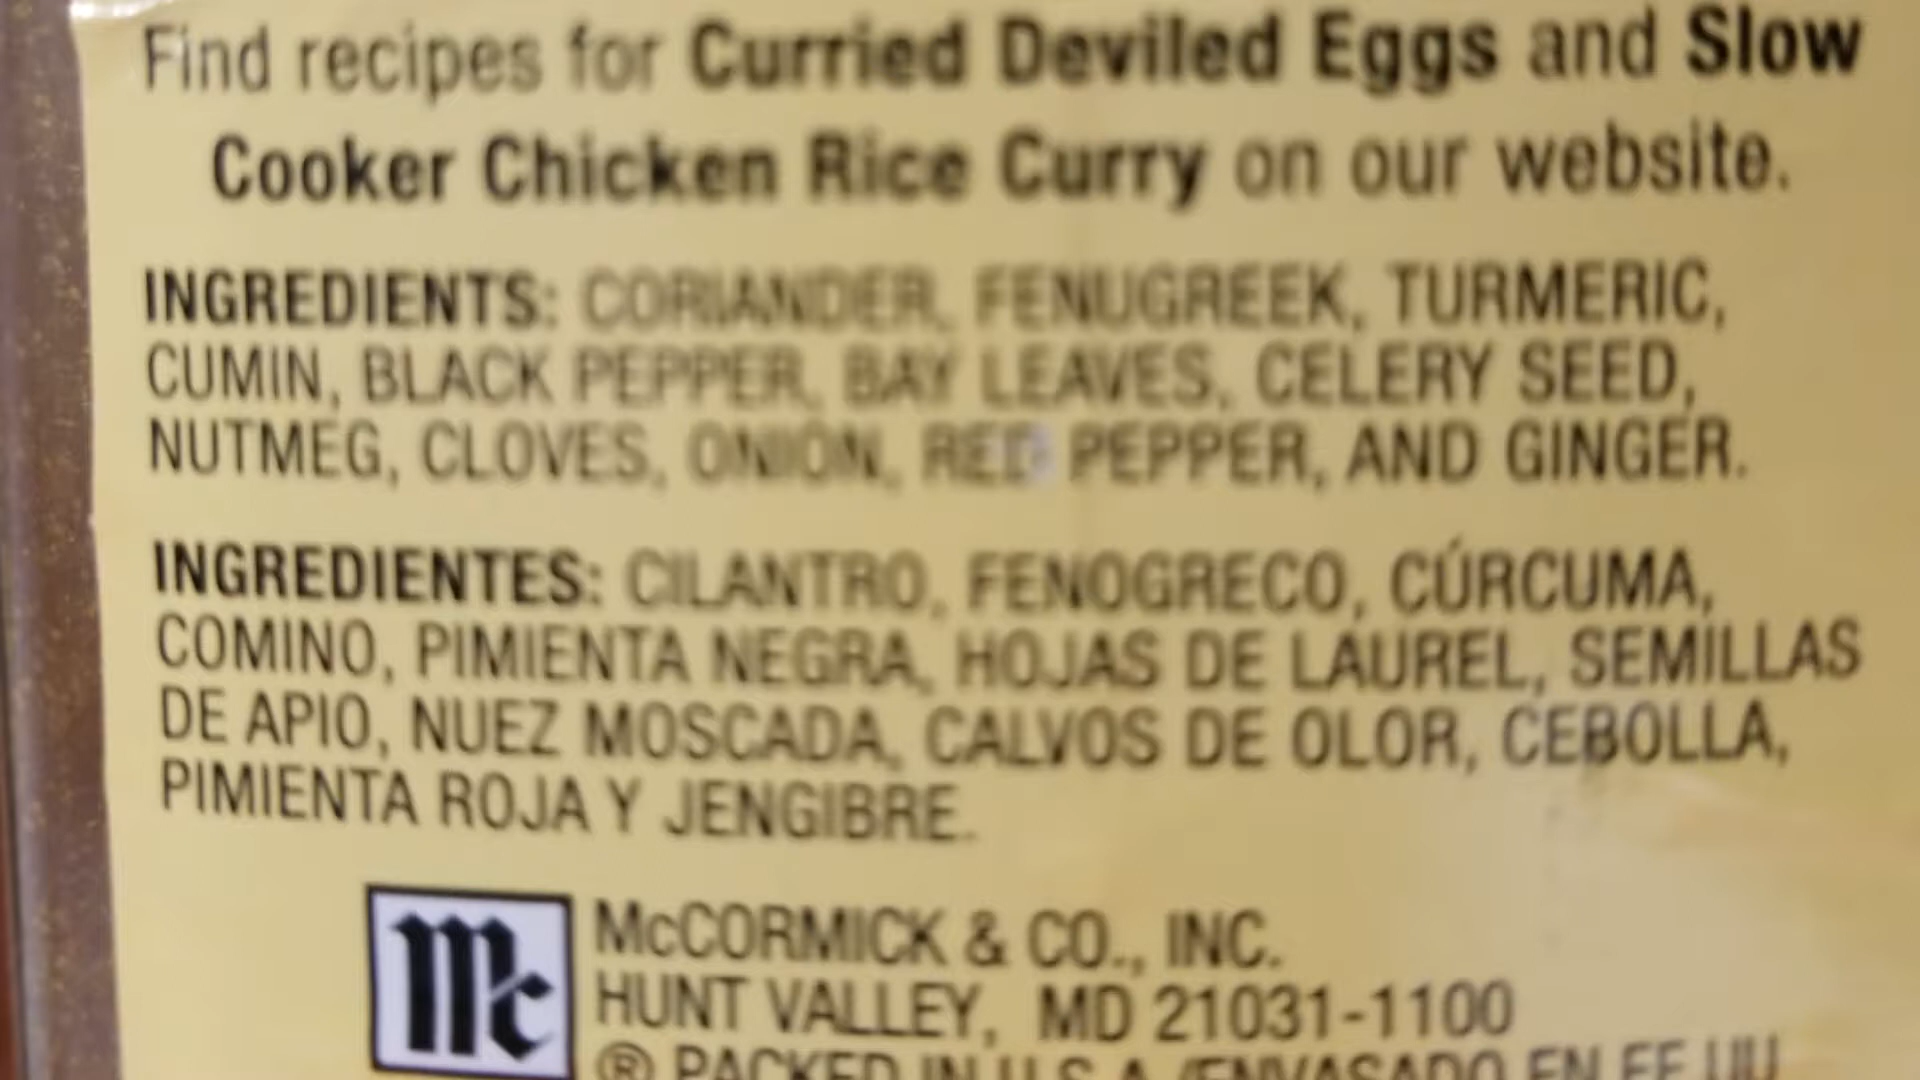 Find recipes for Curried Deviled Eggs and Slow
Cooker Chicken Rice Curry on our website.
INGREDIENTS: CORIANDER, FENUGREEK, TURMERIC,
CUMIN, BLACK PEPPER, BAY LEAVES, CELERY SEED,
NUTMEG, CLOVES, ONION, RED PEPPER, AND GINGER.
INGREDIENTES: CILANTRO, FENOGRECO, CÚRCUMA,
COMINO, PIMIENTA NEGRA, HOJAS DE LAUREL, SEMILLAS
DE APIO, NUEZ MOSCADA, CALVOS DE OLOR, CEBOLLA,
PIMIENTA ROJA Y JENGIBRE.
Mc McCORMICK & CO., INC.
HUNT VALLEY, MD 21031-1100
® PACKED IN U.S.A./ENVASADO EN EE.UU.